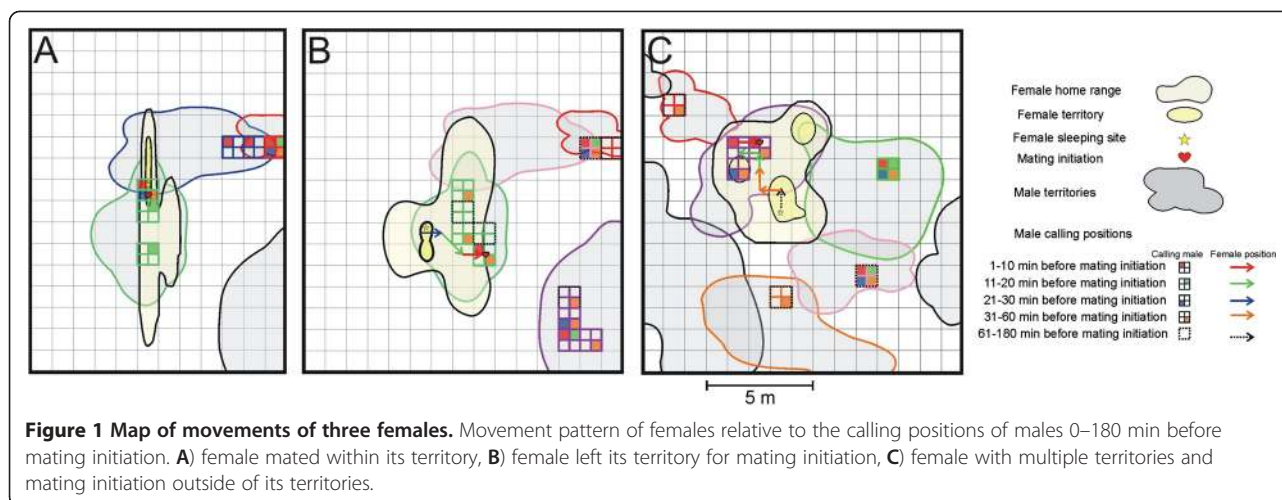 A
B
C
Female home range
Female territory
Female sleeping site
Mating initiation
Male territories
Male calling positions
Calling male Female position
1-10 min before mating initiation
11-20 min before mating initiation
21-30 min before mating initiation
31-60 min before mating initiation
61-180 min before mating initiation
5 m
Figure 1 Map of movements of three females. Movement pattern of females relative to the calling positions of males 0–180 min before
mating initiation. A) female mated within its territory, B) female left its territory for mating initiation, C) female with multiple territories and
mating initiation outside of its territories.